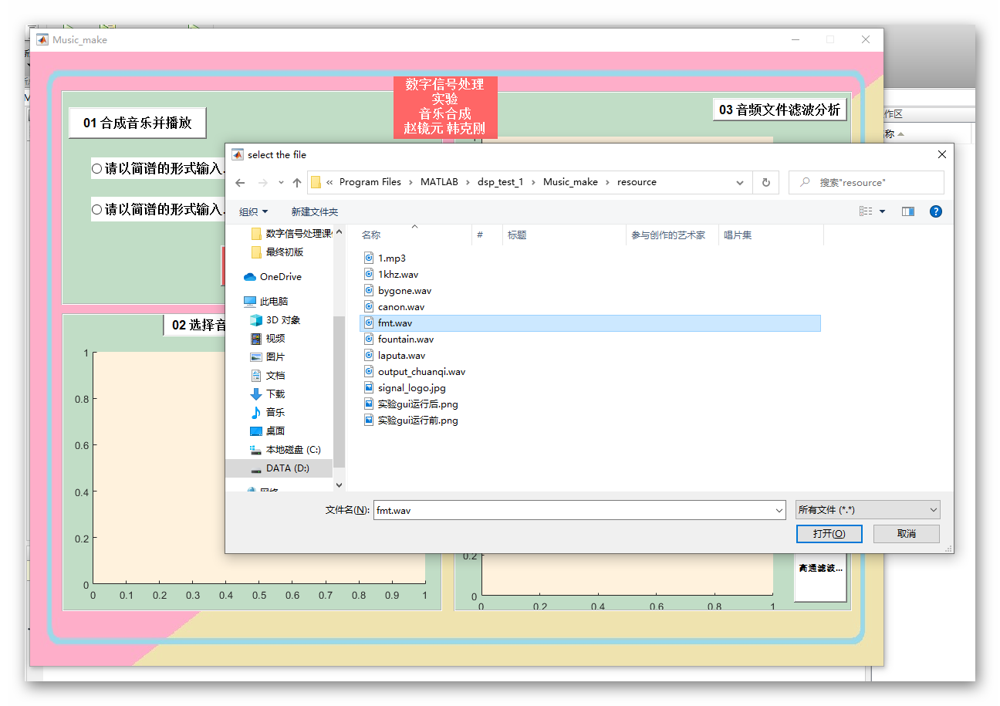 Music_make
数字信号处理
实验
音乐合成
赵镜元 韩克刚
01 合成音乐并播放
03 音频文件滤波分析
作区
称
请以简谱的形式输入.
请以简谱的形式输入.
select the file
« Program Files › MATLAB › dsp_test_1 › Music_make › resource
搜索"resource"
组织 新建文件夹
名称 # 标题 参与创作的艺术家 唱片集
数字信号处理课
最终初版
OneDrive
此电脑
3D 对象
视频
图片
文档
下载
音乐
桌面
本地磁盘 (C:)
DATA (D:)
网络
1.mp3
1khz.wav
bygone.wav
canon.wav
fmt.wav
fountain.wav
laputa.wav
output_chuanqi.wav
signal_logo.jpg
实验gui运行后.png
实验gui运行前.png
文件名(N): fmt.wav
所有文件 (*.*)
打开(O) 取消
02 选择音
1
0.8
0.6
0.4
0.2
0
0 0.1 0.2 0.3 0.4 0.5 0.6 0.7 0.8 0.9 1
0.2
0
0 0.2 0.4 0.6 0.8 1
高通滤波...